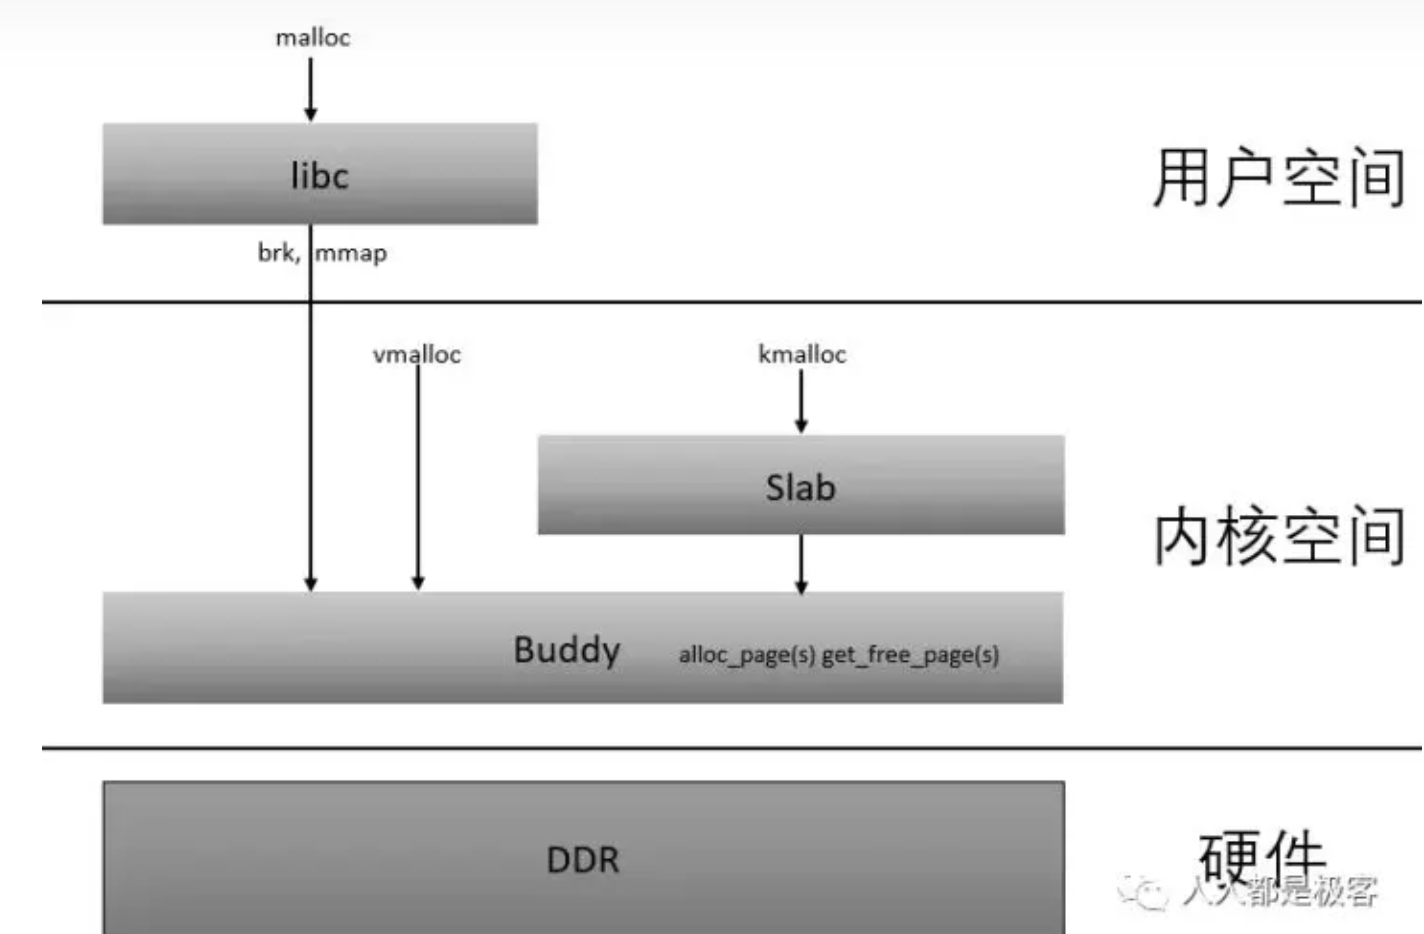 malloc
libc
用户空间
brk, mmap
vmalloc
kmalloc
Slab
内核空间
Buddy alloc_page(s) get_free_page(s)
DDR
硬件
人人都是极客